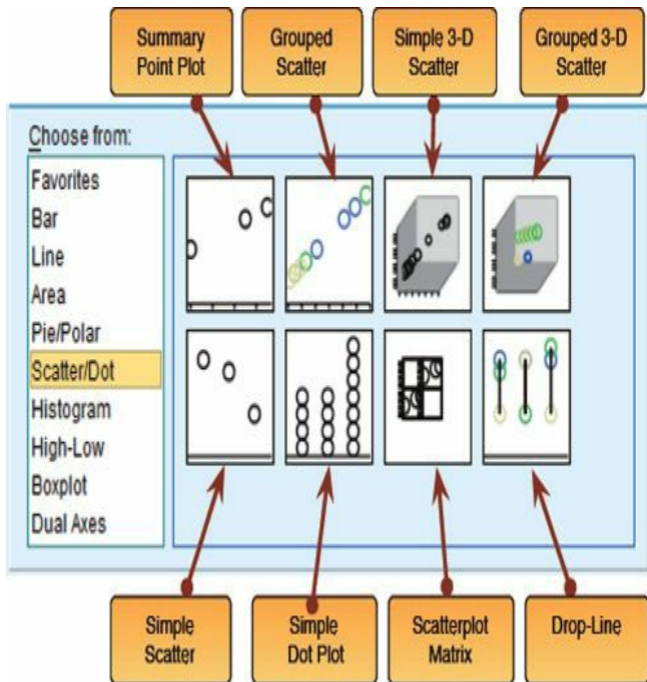 Summary
Point Plot
Grouped
Scatter
Simple 3-D
Scatter
Grouped 3-D
Scatter
Choose from:
Favorites
Bar
Line
Area
Pie/Polar
Scatter/Dot
Histogram
High-Low
Boxplot
Dual Axes
Simple
Scatter
Simple
Dot Plot
Scatterplot
Matrix
Drop-Line